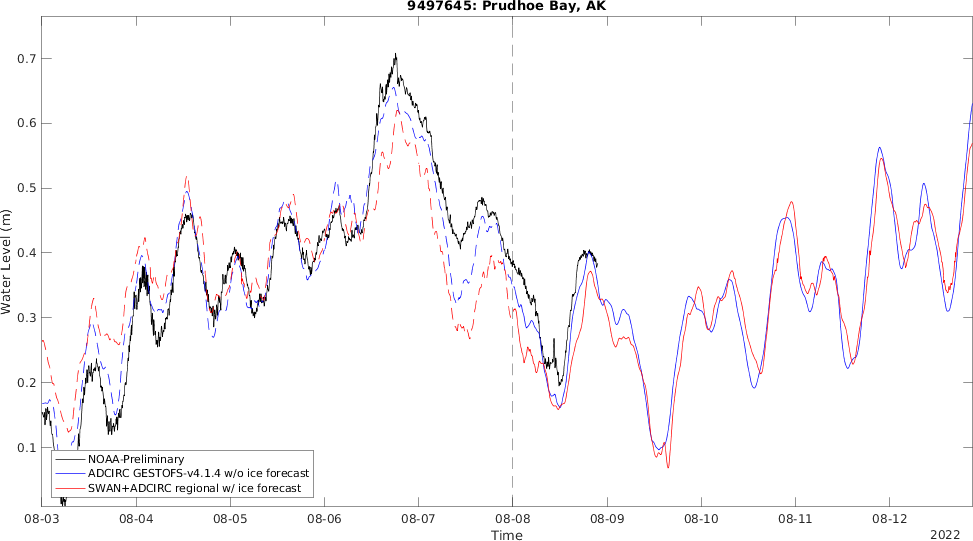 9497645: Prudhoe Bay, AK
Water Level (m)
0.7
0.6
0.5
0.4
0.3
0.2
0.1
NOAA-Preliminary
ADCIRC GESTOFS-v4.1.4 w/o ice forecast
SWAN+ADCIRC regional w/ ice forecast
08-03 08-04 08-05 08-06 08-07 08-08 08-09 08-10 08-11 08-12
Time
2022